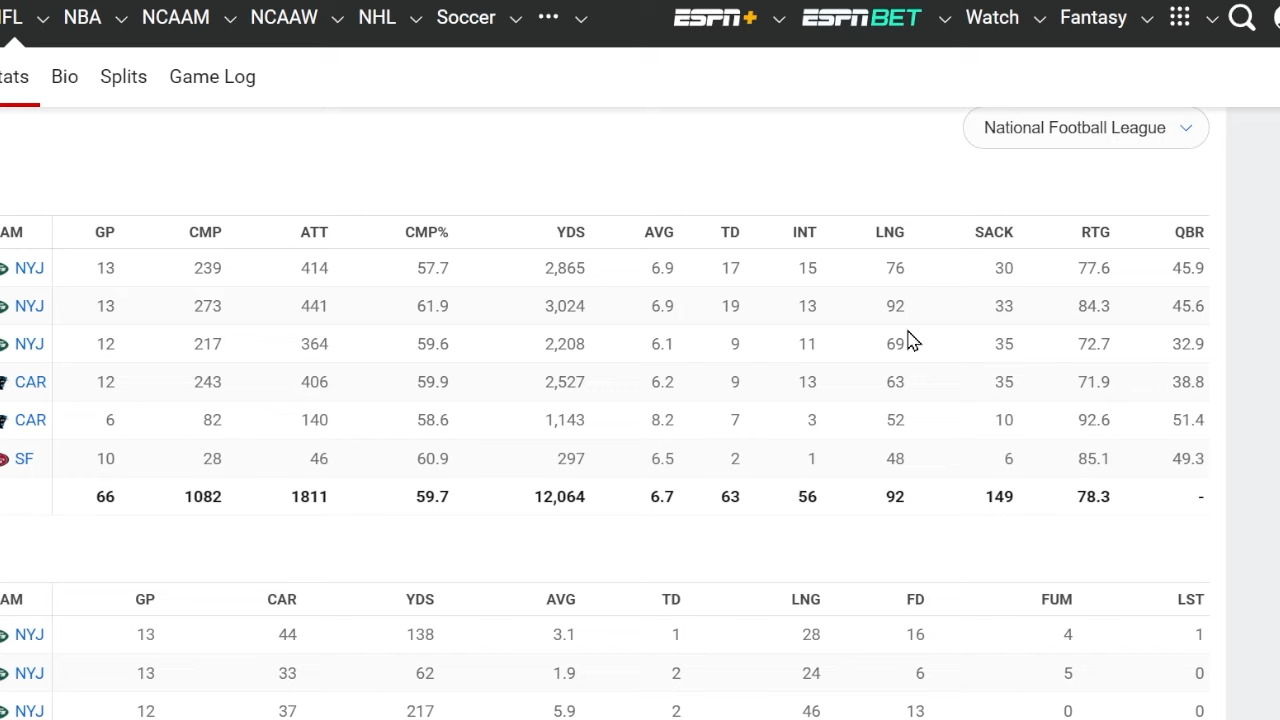 IFL NBA NCAAM NCAAW NHL Soccer ••• ESPN+ ESPN BET Watch Fantasy
tats Bio Splits Game Log
National Football League
AM GP CMP ATT CMP% YDS AVG TD INT LNG SACK RTG QBR
NYJ 13 239 414 57.7 2,865 6.9 17 15 76 30 77.6 45.9
NYJ 13 273 441 61.9 3,024 6.9 19 13 92 33 84.3 45.6
NYJ 12 217 364 59.6 2,208 6.1 9 11 69 35 72.7 32.9
CAR 12 243 406 59.9 2,527 6.2 9 13 63 35 71.9 38.8
CAR 6 82 140 58.6 1,143 8.2 7 3 52 10 92.6 51.4
SF 10 28 46 60.9 297 6.5 2 1 48 6 85.1 49.3
66 1082 1811 59.7 12,064 6.7 63 56 92 149 78.3 -
AM GP CAR YDS AVG TD LNG FD FUM LST
NYJ 13 44 138 3.1 1 28 16 4 1
NYJ 13 33 62 1.9 2 24 6 5 0
NYJ 12 37 217 5.9 2 46 13 0 0